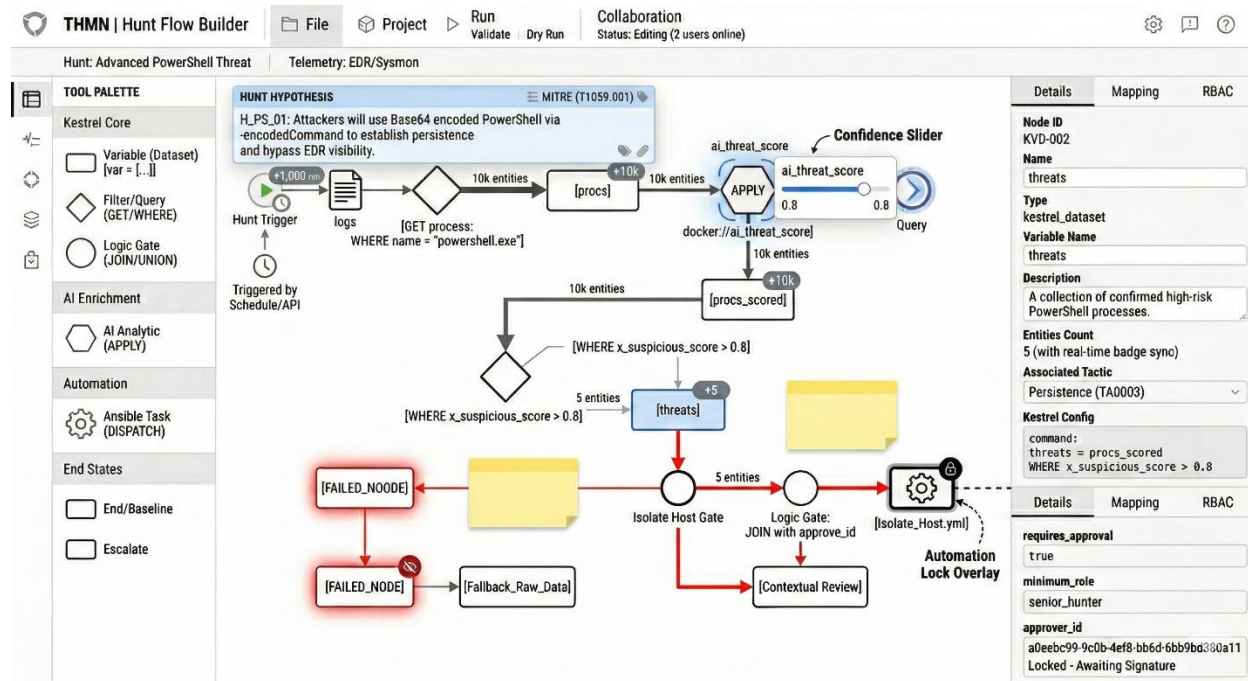 THMN | Hunt Flow Builder
File
Project
Run
Validate
Dry Run
Collaboration
Status: Editing (2 users online)
Hunt: Advanced PowerShell Threat
Telemetry: EDR/Sysmon
TOOL PALETTE
Kestrel Core
Variable (Dataset)
[var = [...]]
Filter/Query
(GET/WHERE)
Logic Gate
(JOIN/UNION)
AI Enrichment
AI Analytic
(APPLY)
Automation
Ansible Task
(DISPATCH)
End States
End/Baseline
Escalate
HUNT HYPOTHESIS
MITRE (T1059.001)
H_PS_01: Attackers will use Base64 encoded PowerShell via
-encodedCommand to establish persistence
and bypass EDR visibility.
+1,000
Hunt Trigger
Triggered by
Schedule/API
logs
[GET process:
WHERE name = "powershell.exe"]
10k entities
+10k
[procs]
10k entities
ai_threat_score
APPLY
docker://ai_threat_score]
Confidence Slider
ai_threat_score
0.8
0.8
Query
10k entities
+10k
[procs_scored]
10k entities
[WHERE x_suspicious_score > 0.8]
[WHERE x_suspicious_score > 0.8]
5 entities
+5
[threats]
[FAILED_NOODE]
Isolate Host Gate
5 entities
Logic Gate:
JOIN with approve_id
[Isolate_Host.yml]
Automation
Lock Overlay
[FAILED_NODE]
[Fallback_Raw_Data]
[Contextual Review]
Details
Mapping
RBAC
Node ID
KVD-002
Name
threats
Type
kestrel_dataset
Variable Name
threats
Description
A collection of confirmed high-risk
PowerShell processes.
Entities Count
5 (with real-time badge sync)
Associated Tactic
Persistence (TA0003)
Kestrel Config
command:
threats = procs_scored
WHERE x_suspicious_score > 0.8
Details
Mapping
RBAC
requires_approval
true
minimum_role
senior_hunter
approver_id
a0eebc99-9c0b-4ef8-bb6d-6bb9bd380a11
Locked - Awaiting Signature